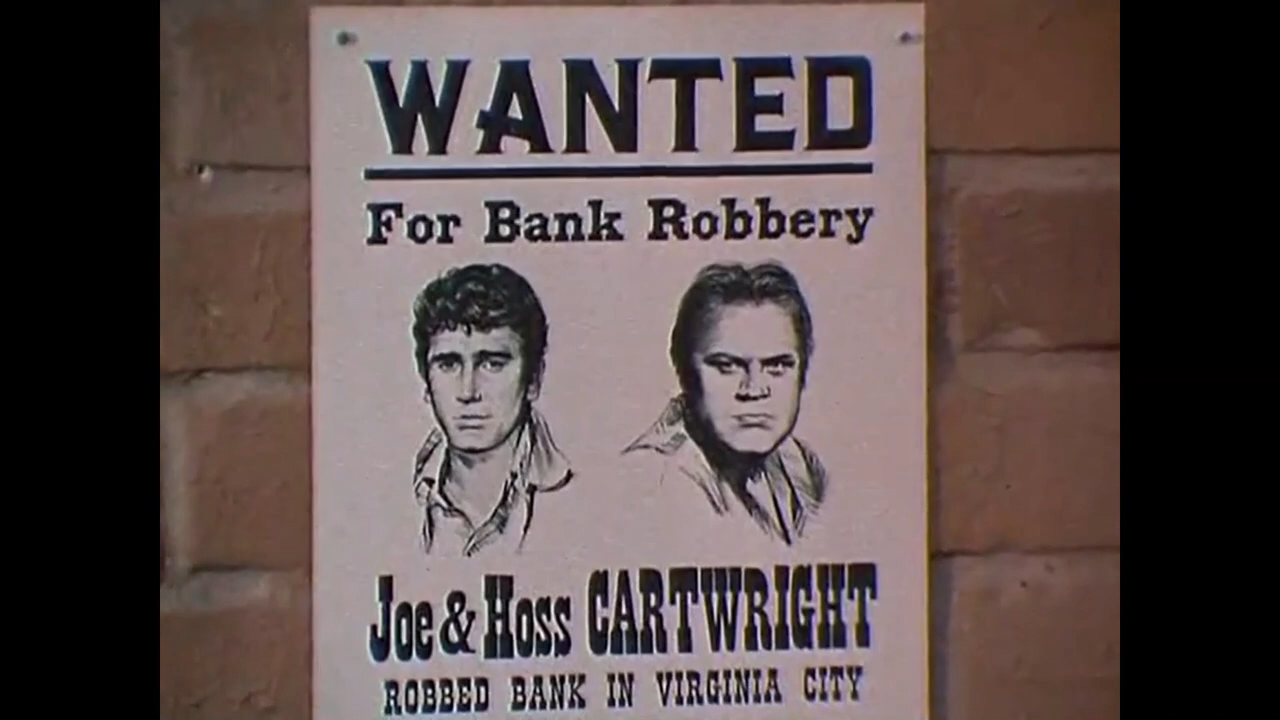 WANTED
For Bank Robbery
Joe & Hoss CARTWRIGHT
ROBBED BANK IN VIRGINIA CITY